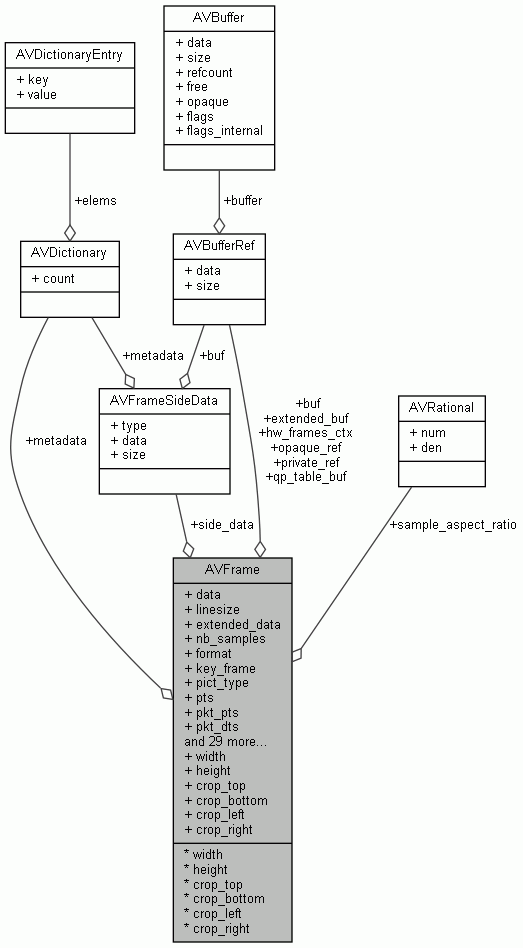 AVBuffer
+ data
+ size
+ refcount
+ free
+ opaque
+ flags
+ flags_internal
AVDictionaryEntry
+ key
+ value
+elems
+buffer
AVDictionary
+ count
AVBufferRef
+ data
+ size
+metadata
+buf
AVFrameSideData
+ type
+ data
+ size
+metadata
+buf
+extended_buf
+hw_frames_ctx
+opaque_ref
+private_ref
+qp_table_buf
AVRational
+ num
+ den
+side_data
+sample_aspect_ratio
AVFrame
+ data
+ linesize
+ extended_data
+ nb_samples
+ format
+ key_frame
+ pict_type
+ pts
+ pkt_pts
+ pkt_dts
and 29 more...
+ width
+ height
+ crop_top
+ crop_bottom
+ crop_left
+ crop_right
* width
* height
* crop_top
* crop_bottom
* crop_left
* crop_right